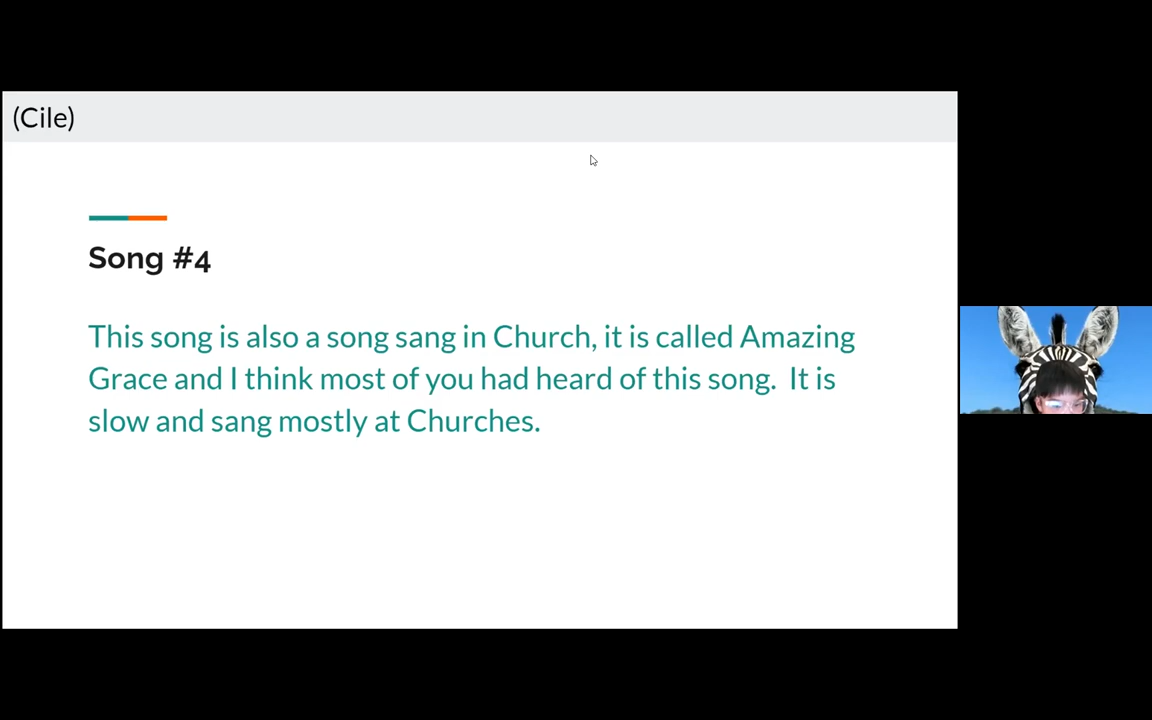 (Cile)
Song #4
This song is also a song sang in Church, it is called Amazing
Grace and I think most of you had heard of this song.  It is
slow and sang mostly at Churches.